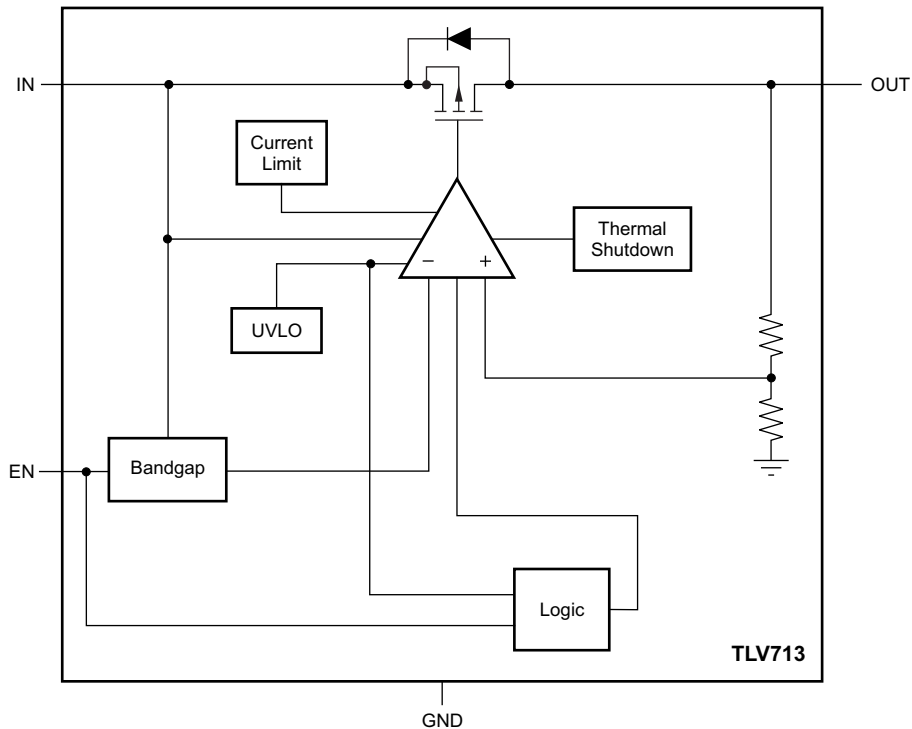 IN
OUT
Current
Limit
Thermal
Shutdown
−
+
UVLO
EN
Bandgap
Logic
TLV713
GND